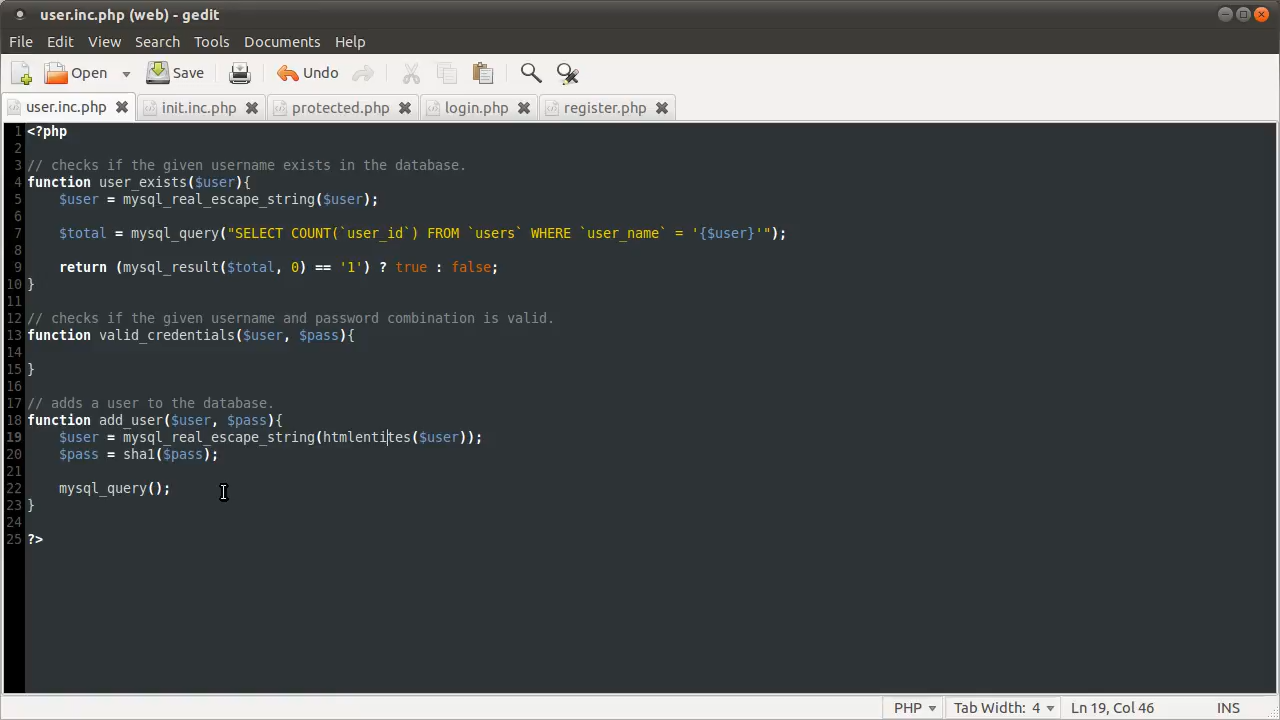 user.inc.php (web) - gedit
File Edit View Search Tools Documents Help
Open Save Undo
user.inc.php init.inc.php protected.php login.php register.php
1 <?php
2
3 // checks if the given username exists in the database.
4 function user_exists($user){
5     $user = mysql_real_escape_string($user);
6
7     $total = mysql_query("SELECT COUNT(`user_id`) FROM `users` WHERE `user_name` = '{$user}'");
8
9     return (mysql_result($total, 0) == '1') ? true : false;
10 }
11
12 // checks if the given username and password combination is valid.
13 function valid_credentials($user, $pass){
14
15 }
16
17 // adds a user to the database.
18 function add_user($user, $pass){
19     $user = mysql_real_escape_string(htmlentites($user));
20     $pass = sha1($pass);
21
22     mysql_query();
23 }
24
25 ?>
PHP Tab Width: 4 Ln 19, Col 46 INS